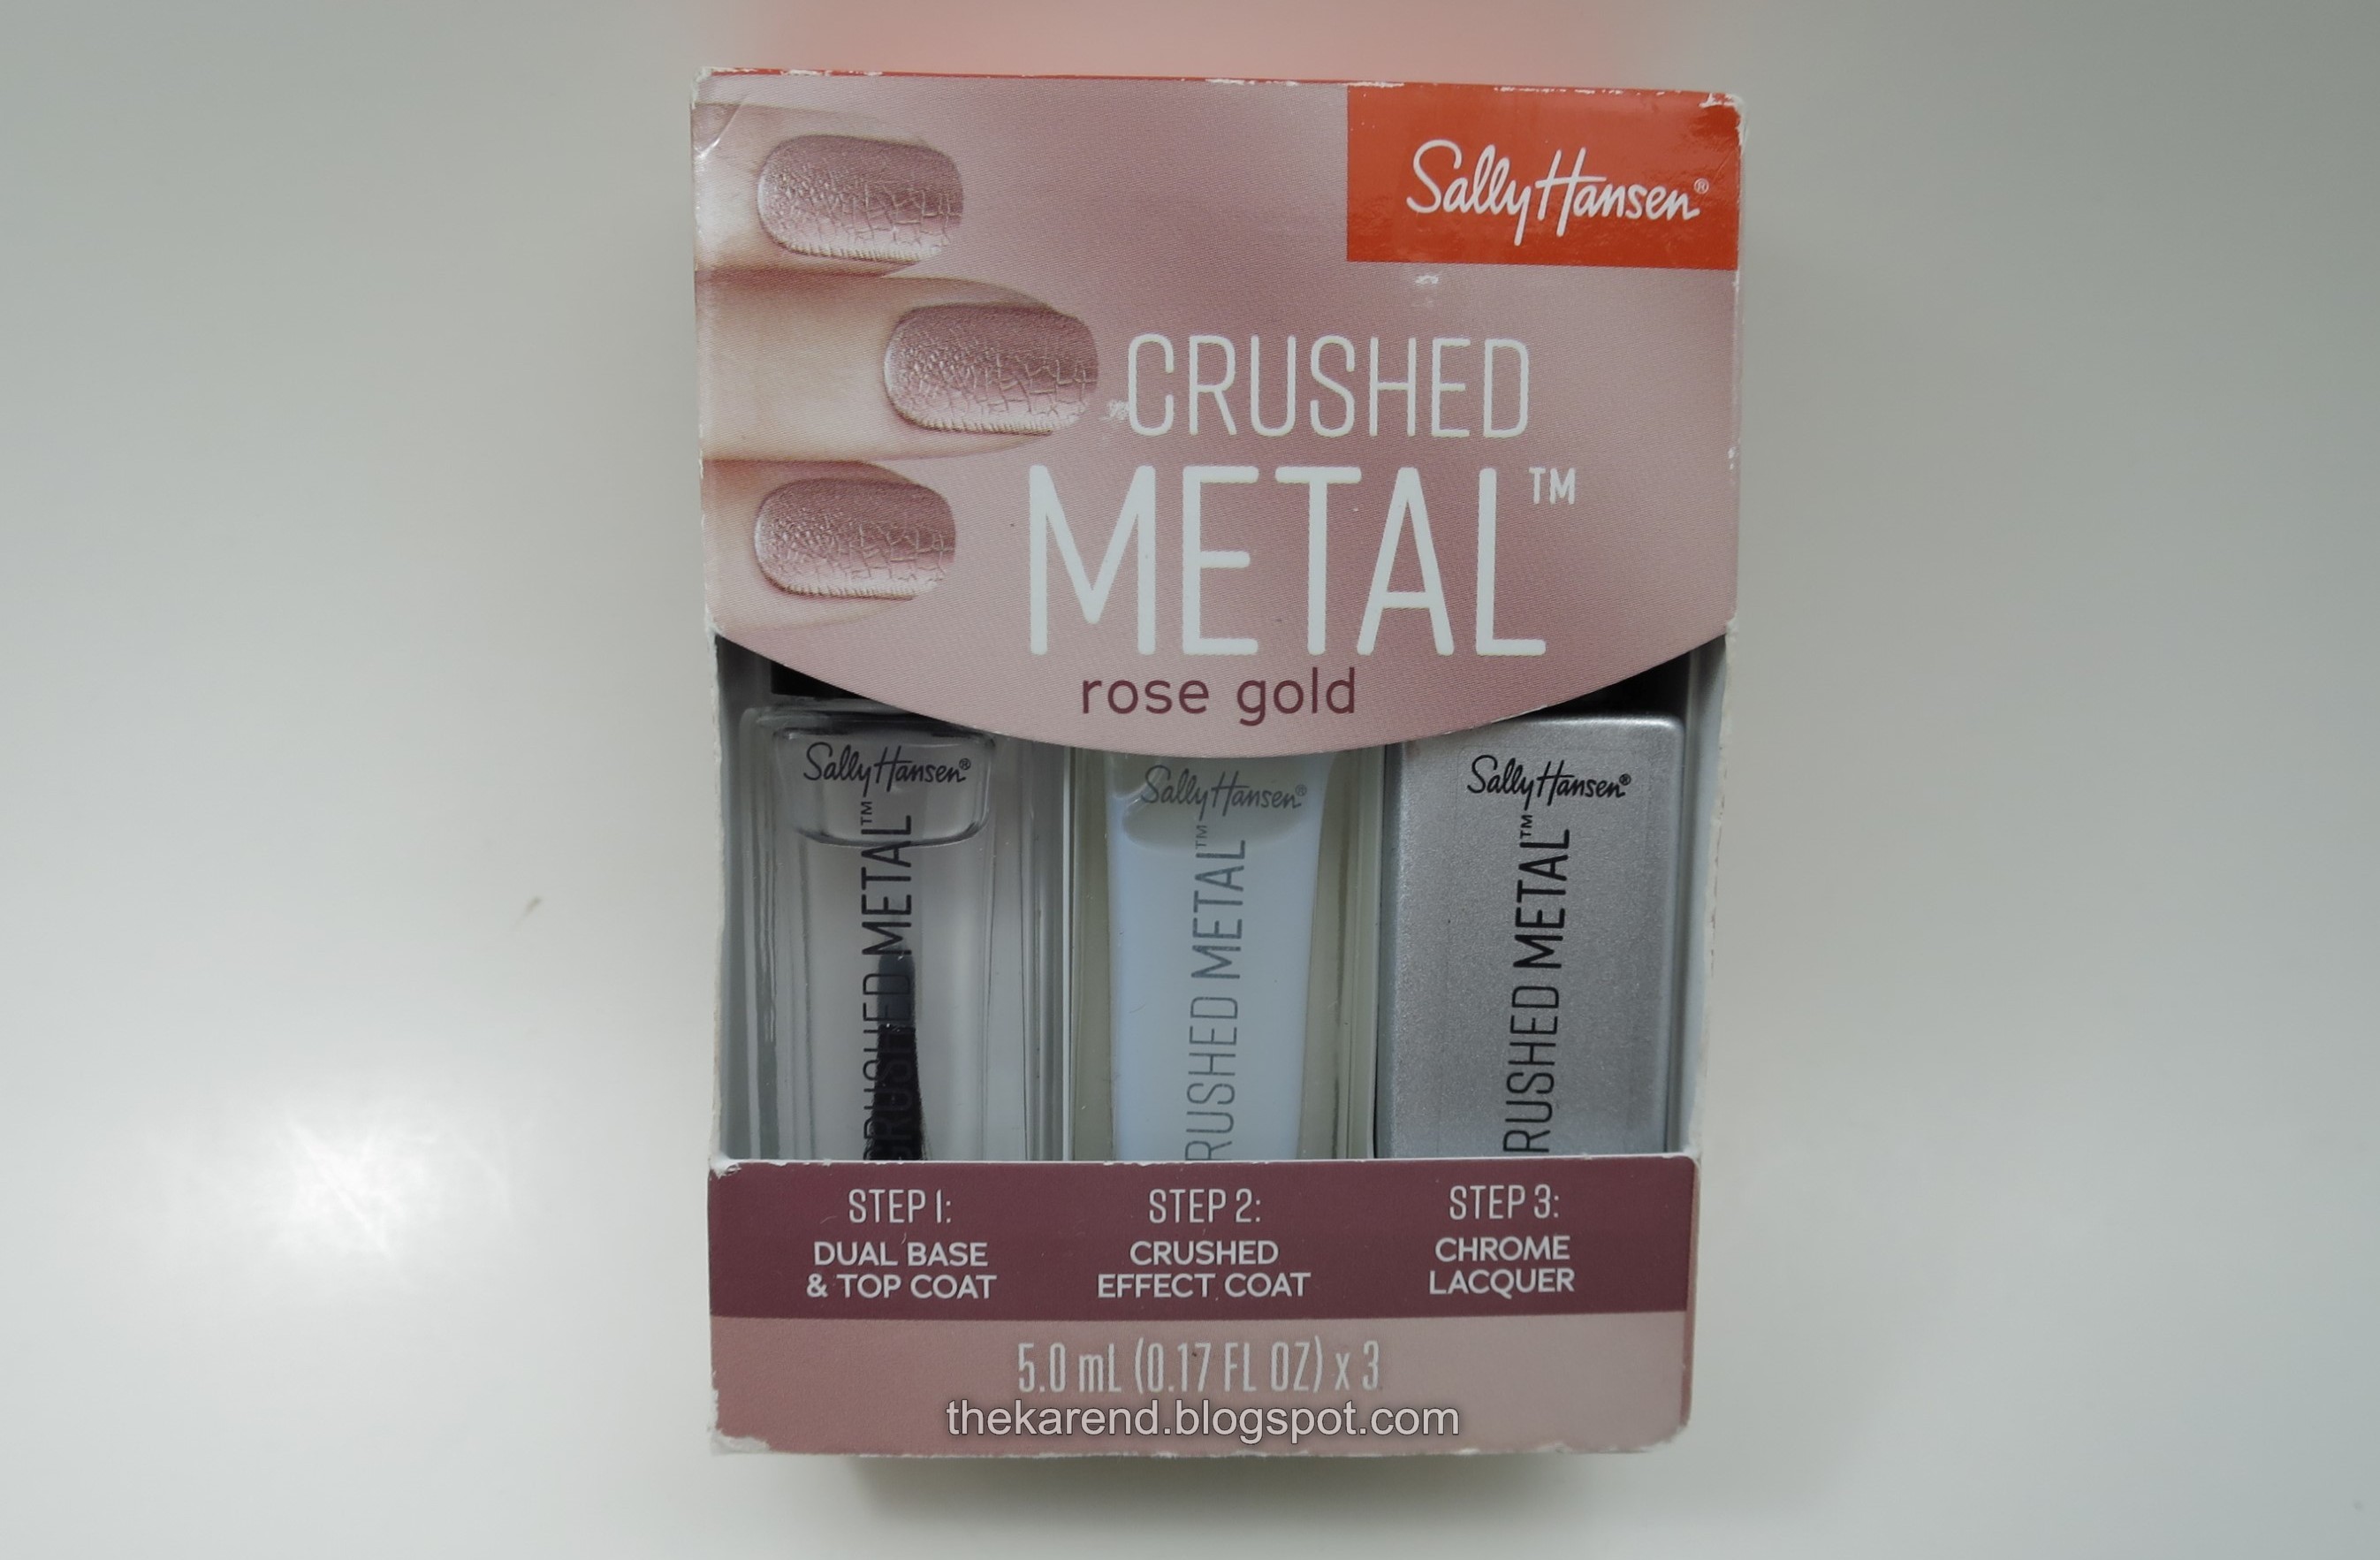 Sally Hansen®
CRUSHED
METAL™
rose gold
Sally Hansen®
CRUSHED METAL™
Sally Hansen®
RUSHED METAL™
Sally Hansen®
RUSHED METAL™
STEP 1:
DUAL BASE
& TOP COAT
STEP 2:
CRUSHED
EFFECT COAT
STEP 3:
CHROME
LACQUER
5.0 mL (0.17 FL OZ) x 3
thekarend.blogspot.com